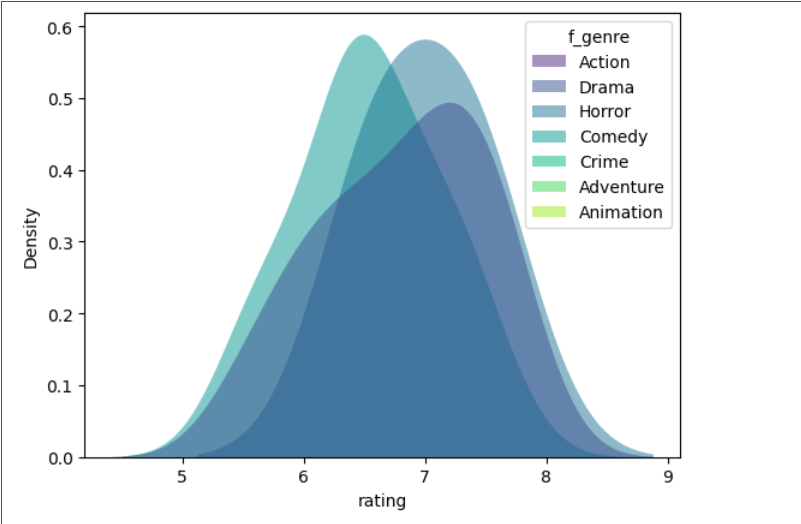 f_genre
Action
Drama
Horror
Comedy
Crime
Adventure
Animation
0.6
0.5
0.4
0.3
0.2
0.1
0.0
Density
5 6 7 8 9
rating